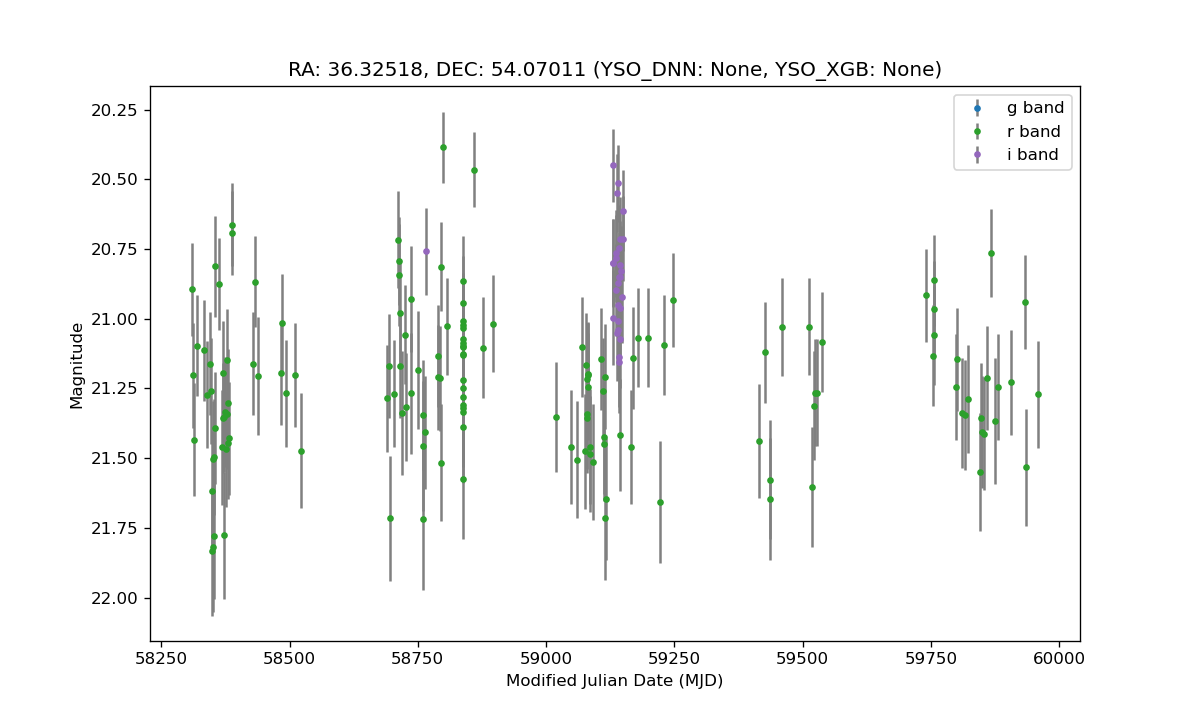 RA: 36.32518, DEC: 54.07011 (YSO_DNN: None, YSO_XGB: None)
g band
r band
i band
Magnitude
20.25
20.50
20.75
21.00
21.25
21.50
21.75
22.00
58250 58500 58750 59000 59250 59500 59750 60000
Modified Julian Date (MJD)